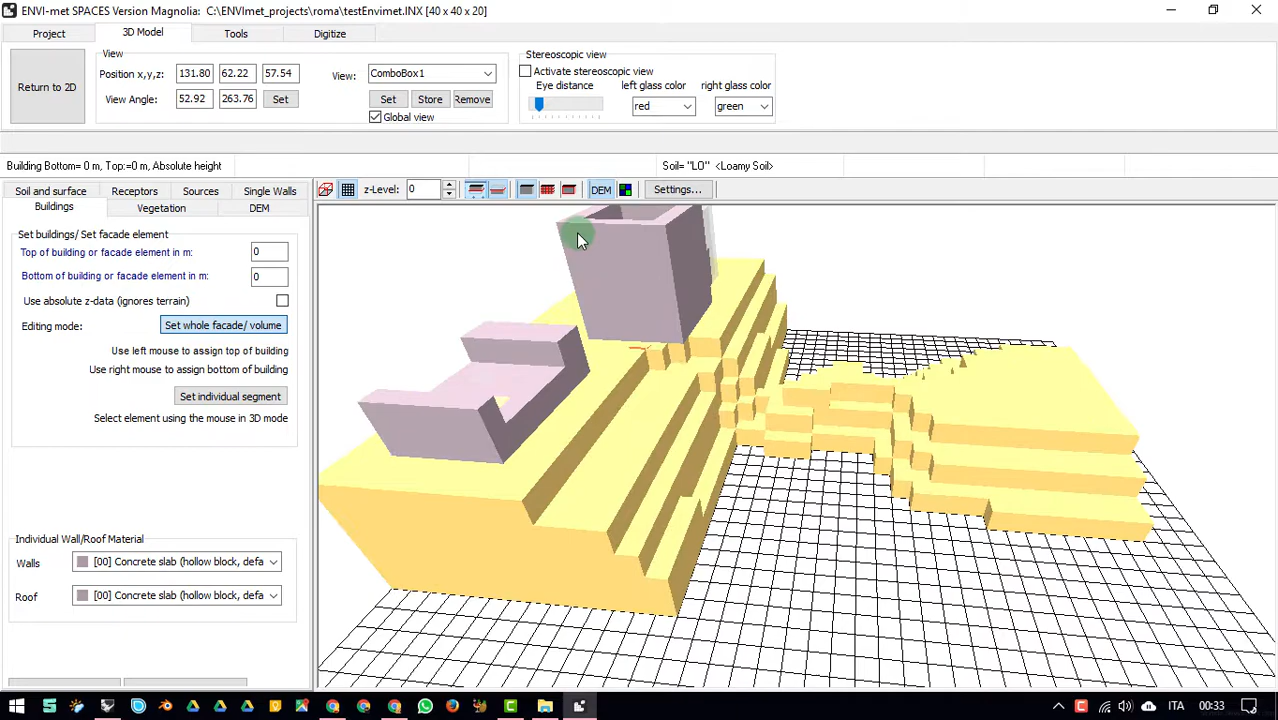 ENVI-met SPACES Version Magnolia: C:\ENVImet_projects\roma\testEnvimet.INX [40 x 40 x 20]
Project 3D Model Tools Digitize
Return to 2D
View
Position x,y,z: 131.80 62.22 57.54 View: ComboBox1
View Angle: 52.92 263.76 Set Set Store Remove
Global view
Stereoscopic view
Activate stereoscopic view
Eye distance left glass color right glass color
red green
Building Bottom= 0 m, Top:=0 m, Absolute height Soil= "LO" <Loamy Soil>
Soil and surface Receptors Sources Single Walls
Buildings Vegetation DEM
z-Level: 0 DEM Settings...
Set buildings/ Set facade element
Top of building or facade element in m: 0
Bottom of building or facade element in m: 0
Use absolute z-data (ignores terrain)
Editing mode: Set whole facade/ volume
Use left mouse to assign top of building
Use right mouse to assign bottom of building
Set individual segment
Select element using the mouse in 3D mode
Individual Wall/Roof Material
Walls [00] Concrete slab (hollow block, defa
Roof [00] Concrete slab (hollow block, defa
ITA 00:33